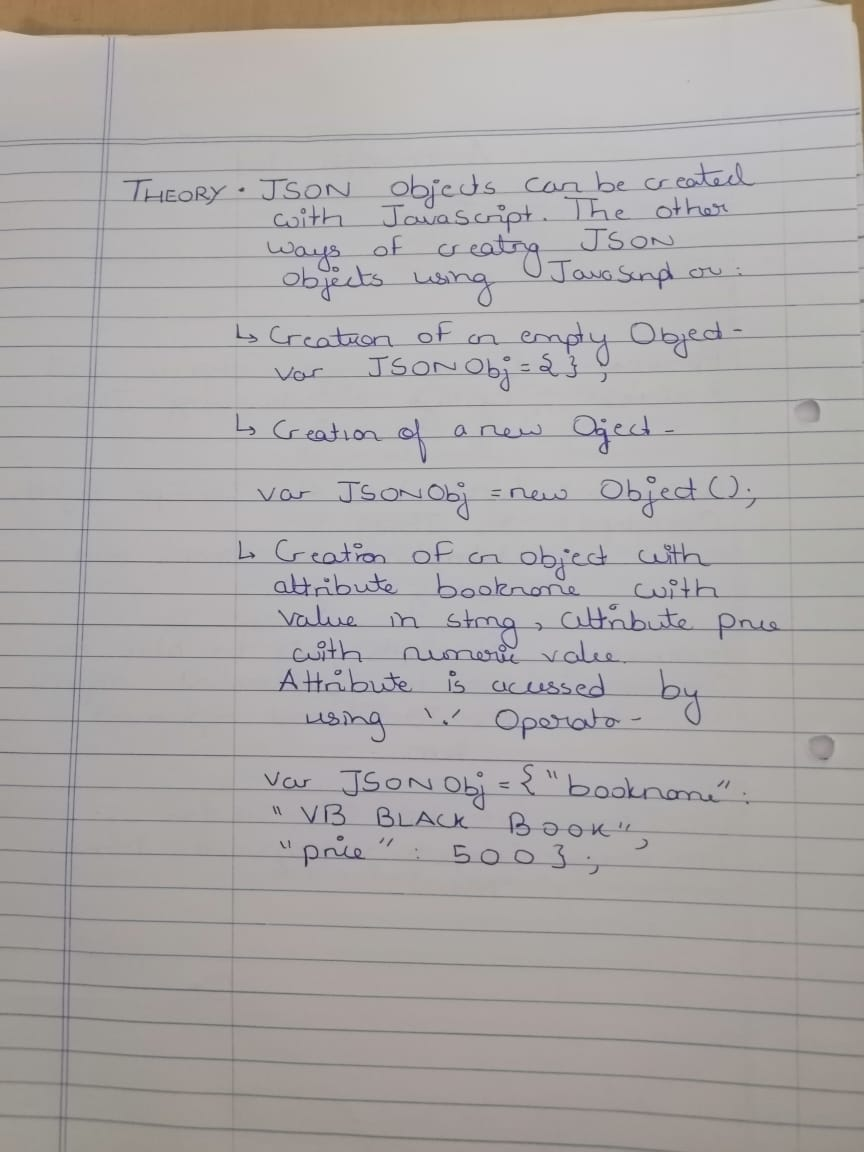 THEORY • JSON objects can be created
with Javascript. The other
ways of creating JSON
objects using Javascript are :
↳ Creation of an empty Object -
var JSONObj = {} ;
↳ Creation of a new Oject -
var JSONObj = new Object ();
↳ Creation of an object with
attribute bookname with
value in string, attribute price
with numeric value.
Attribute is acussed by
using '.' Operato -
var JSONObj = { "bookname" :
" VB BLACK BOOK",
"price" : 500 } ;